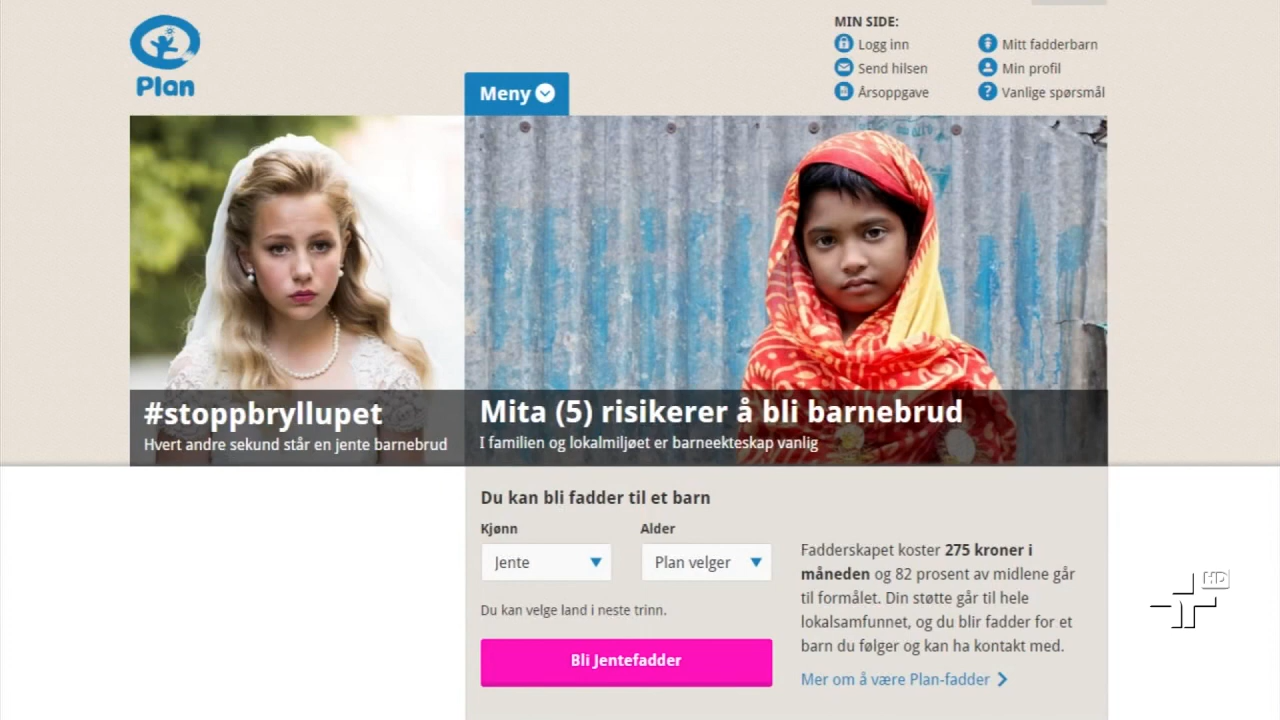 Plan
MIN SIDE:
Logg inn
Mitt fadderbarn
Send hilsen
Min profil
Årsoppgave
Vanlige spørsmål
Meny
#stoppbryllupet
Hvert andre sekund står en jente barnebrud
Mita (5) risikerer å bli barnebrud
I familien og lokalmiljøet er barneekteskap vanlig
Du kan bli fadder til et barn
Kjønn
Alder
Jente
Plan velger
Du kan velge land i neste trinn.
Bli Jentefadder
Fadderskapet koster 275 kroner i
måneden og 82 prosent av midlene går
til formålet. Din støtte går til hele
lokalsamfunnet, og du blir fadder for et
barn du følger og kan ha kontakt med.
Mer om å være Plan-fadder
HD